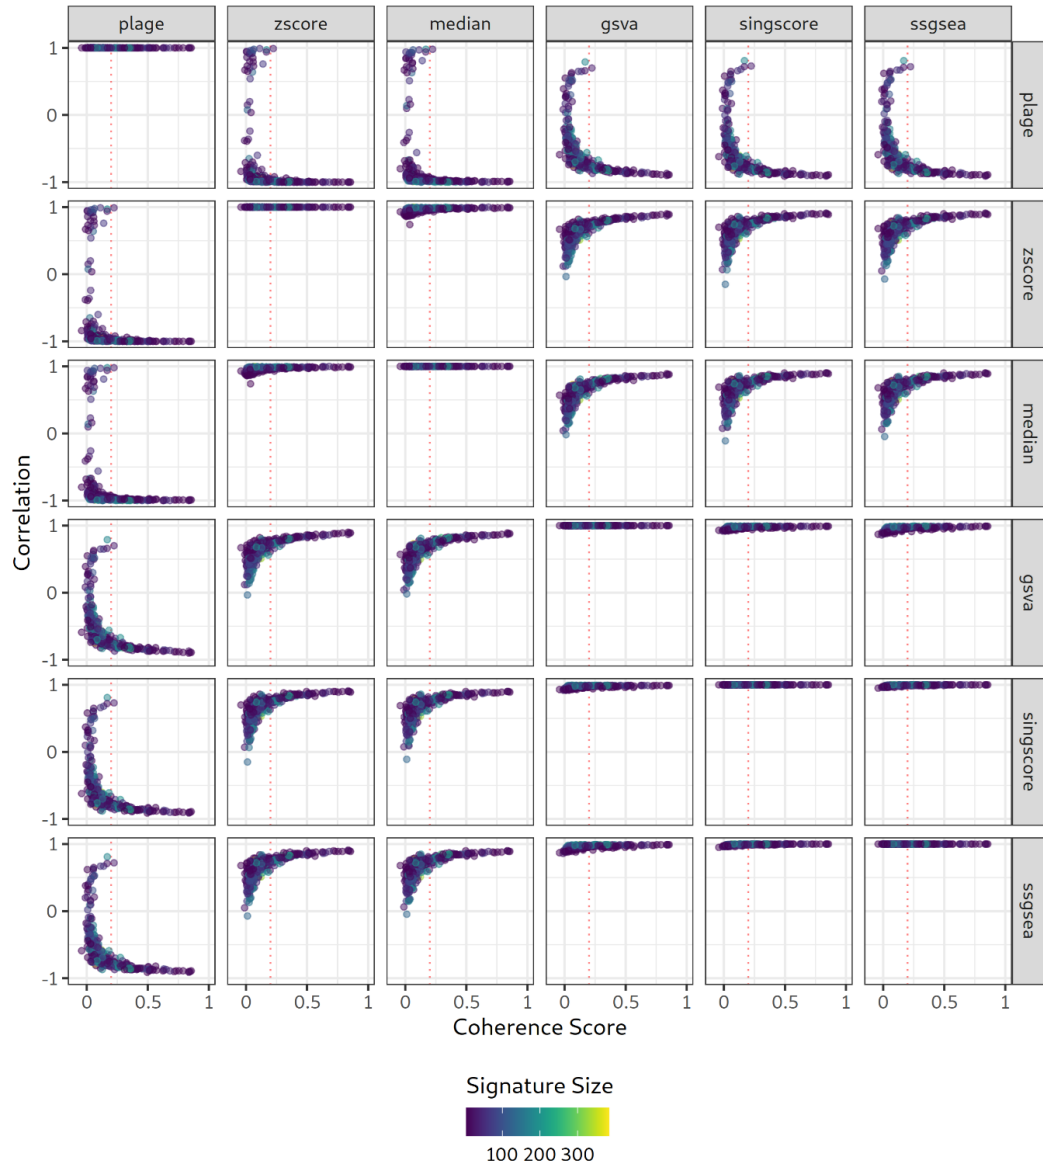 plage zscore median gsva singscore ssgsea
1
0
-1
plage
1
0
-1
zscore
1
0
-1
median
1
0
-1
gsva
1
0
-1
singscore
1
0
-1
ssgsea
Correlation
0 0.5 1 0 0.5 1 0 0.5 1 0 0.5 1 0 0.5 1 0 0.5 1
Coherence Score
Signature Size
100 200 300